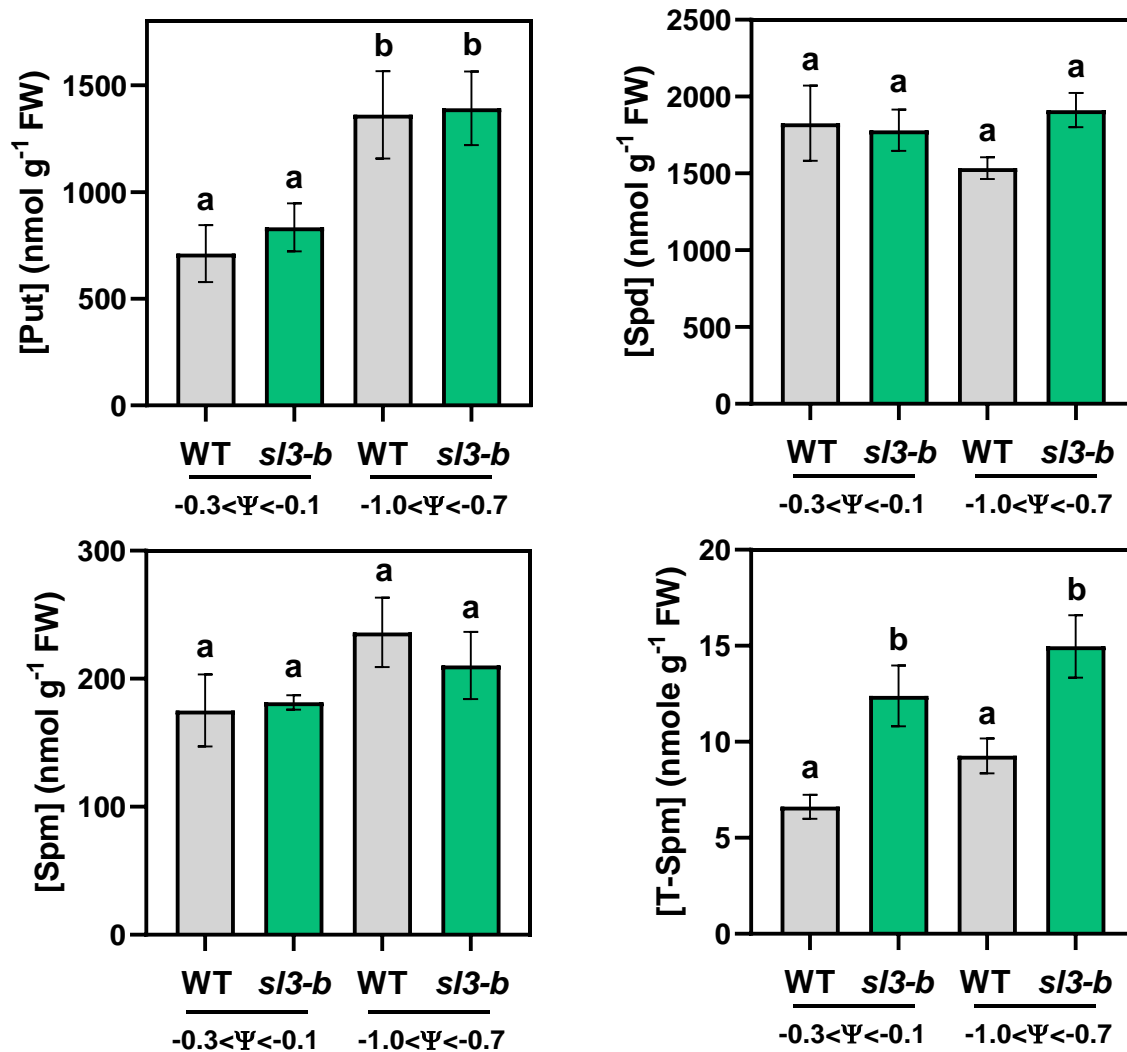 [Put] (nmol g-1 FW)
1500
1000
500
0
a
a
b
b
WT
sl3-b
WT
sl3-b
-0.3<Ψ<-0.1
-1.0<Ψ<-0.7
[Spd] (nmol g-1 FW)
2500
2000
1500
1000
500
0
a
a
a
a
WT
sl3-b
WT
sl3-b
-0.3<Ψ<-0.1
-1.0<Ψ<-0.7
[Spm] (nmol g-1 FW)
300
200
100
0
a
a
a
a
WT
sl3-b
WT
sl3-b
-0.3<Ψ<-0.1
-1.0<Ψ<-0.7
[T-Spm] (nmole g-1 FW)
20
15
10
5
0
a
b
a
b
WT
sl3-b
WT
sl3-b
-0.3<Ψ<-0.1
-1.0<Ψ<-0.7